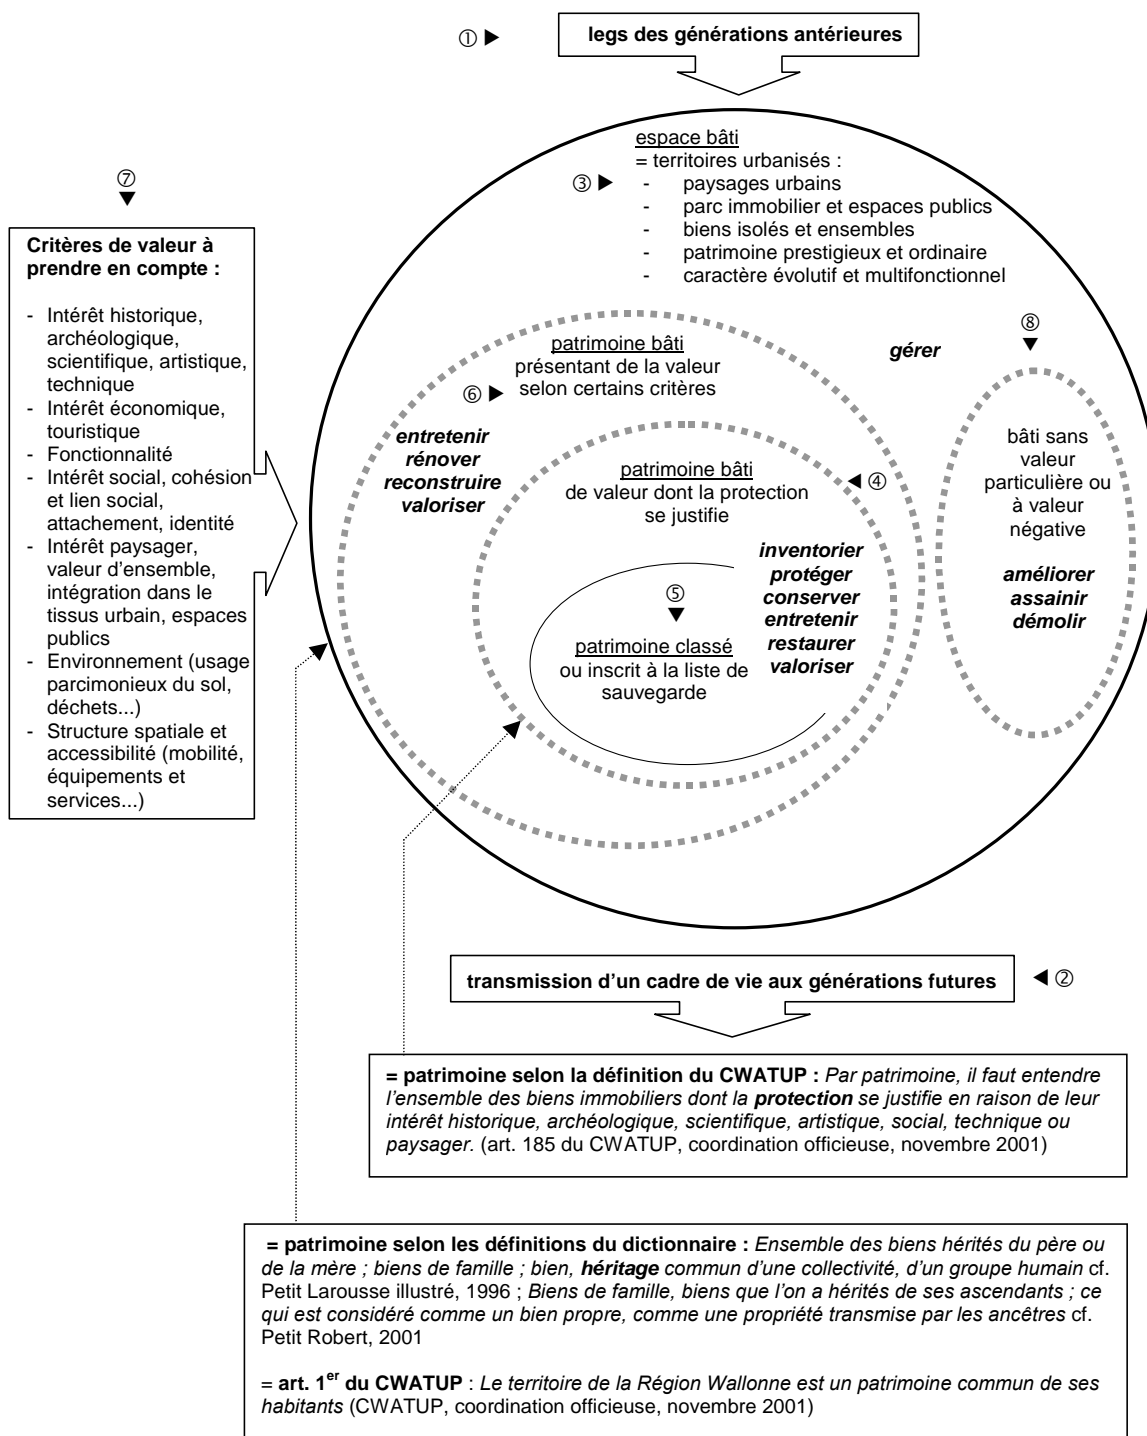 ① ► legs des générations antérieures
espace bâti
= territoires urbanisés :
③ ► - paysages urbains
- parc immobilier et espaces publics
- biens isolés et ensembles
- patrimoine prestigieux et ordinaire
- caractère évolutif et multifonctionnel
⑦
▼
Critères de valeur à
prendre en compte :
- Intérêt historique,
archéologique,
scientifique, artistique,
technique
- Intérêt économique,
touristique
- Fonctionnalité
- Intérêt social, cohésion
et lien social,
attachement, identité
- Intérêt paysager,
valeur d'ensemble,
intégration dans le
tissus urbain, espaces
publics
- Environnement (usage
parcimonieux du sol,
déchets...)
- Structure spatiale et
accessibilité (mobilité,
équipements et
services...)
patrimoine bâti
présentant de la valeur
⑥ ► selon certains critères
entretenir
rénover
reconstruire
valoriser
gérer
patrimoine bâti
◄ ④
de valeur dont la protection
se justifie
inventorier
protéger
conserver
entretenir
restaurer
valoriser
⑤
▼
patrimoine classé
ou inscrit à la liste de
sauvegarde
⑧
▼
bâti sans
valeur
particulière ou
à valeur
négative
améliorer
assainir
démolir
transmission d'un cadre de vie aux générations futures ◄ ②
= patrimoine selon la définition du CWATUP : Par patrimoine, il faut entendre
l'ensemble des biens immobiliers dont la protection se justifie en raison de leur
intérêt historique, archéologique, scientifique, artistique, social, technique ou
paysager. (art. 185 du CWATUP, coordination officieuse, novembre 2001)
= patrimoine selon les définitions du dictionnaire : Ensemble des biens hérités du père ou
de la mère ; biens de famille ; bien, héritage commun d'une collectivité, d'un groupe humain cf.
Petit Larousse illustré, 1996 ; Biens de famille, biens que l'on a hérités de ses ascendants ; ce
qui est considéré comme un bien propre, comme une propriété transmise par les ancêtres cf.
Petit Robert, 2001
= art. 1er du CWATUP : Le territoire de la Région Wallonne est un patrimoine commun de ses
habitants (CWATUP, coordination officieuse, novembre 2001)